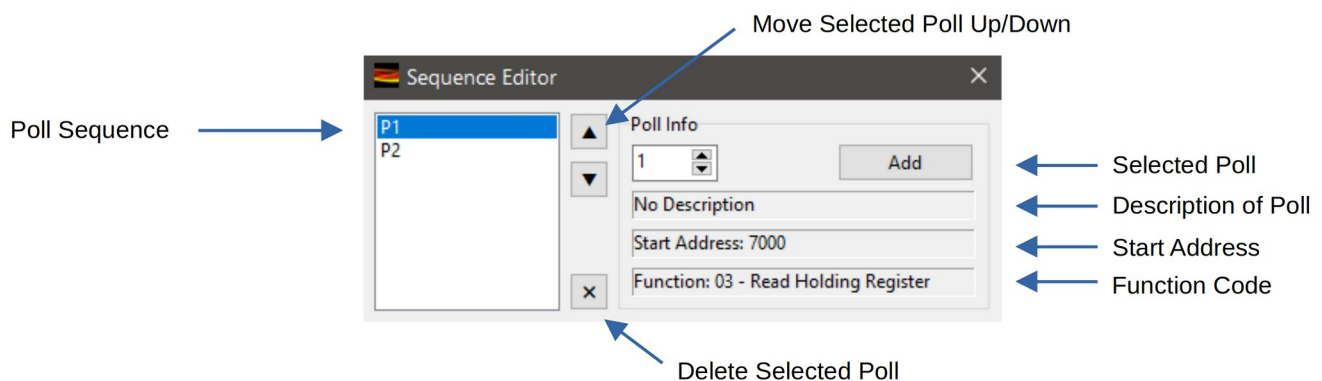 Move Selected Poll Up/Down
Sequence Editor
Poll Sequence
P1
P2
Poll Info
1
Add
Selected Poll
No Description
Description of Poll
Start Address: 7000
Start Address
Function: 03 - Read Holding Register
Function Code
Delete Selected Poll